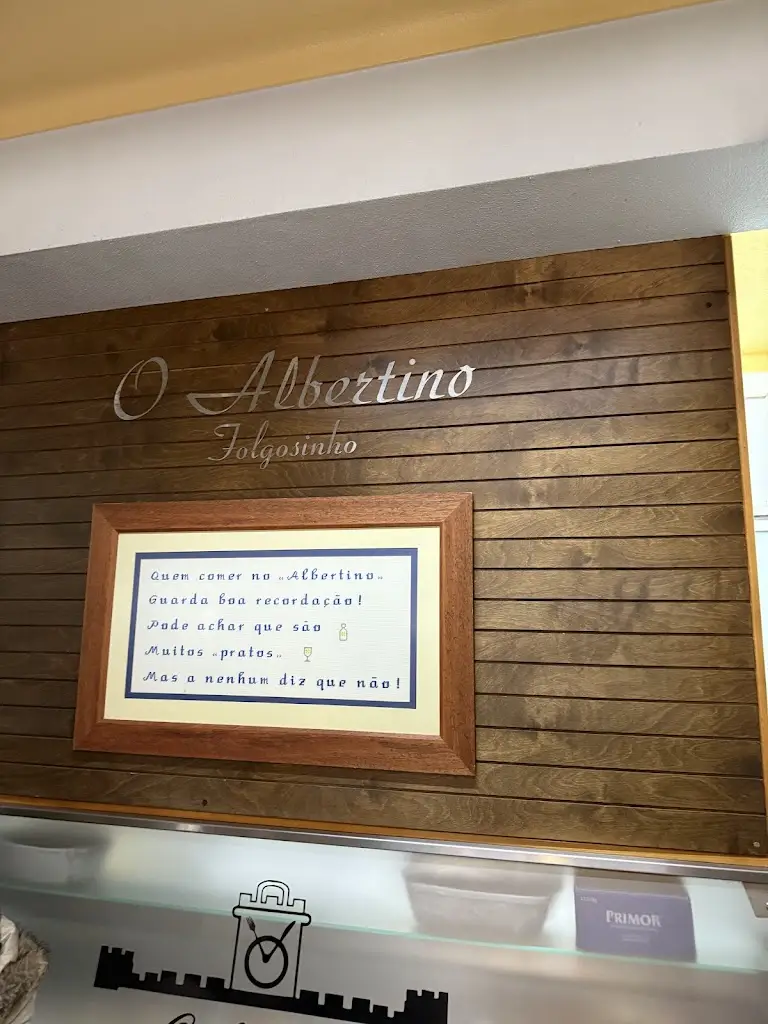 O Albertino
Folgosinho
Quem comer no "Albertino"
Guarda boa recordação!
Pode achar que são
Muitos "pratos"
Mas a nenhum diz que não!
PRIMOR